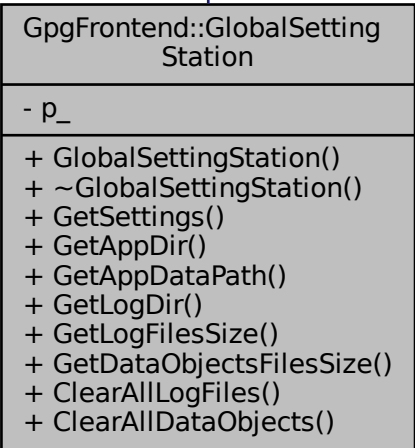 GpgFrontend::GlobalSetting
Station
- p_
+ GlobalSettingStation()
+ ~GlobalSettingStation()
+ GetSettings()
+ GetAppDir()
+ GetAppDataPath()
+ GetLogDir()
+ GetLogFilesSize()
+ GetDataObjectsFilesSize()
+ ClearAllLogFiles()
+ ClearAllDataObjects()